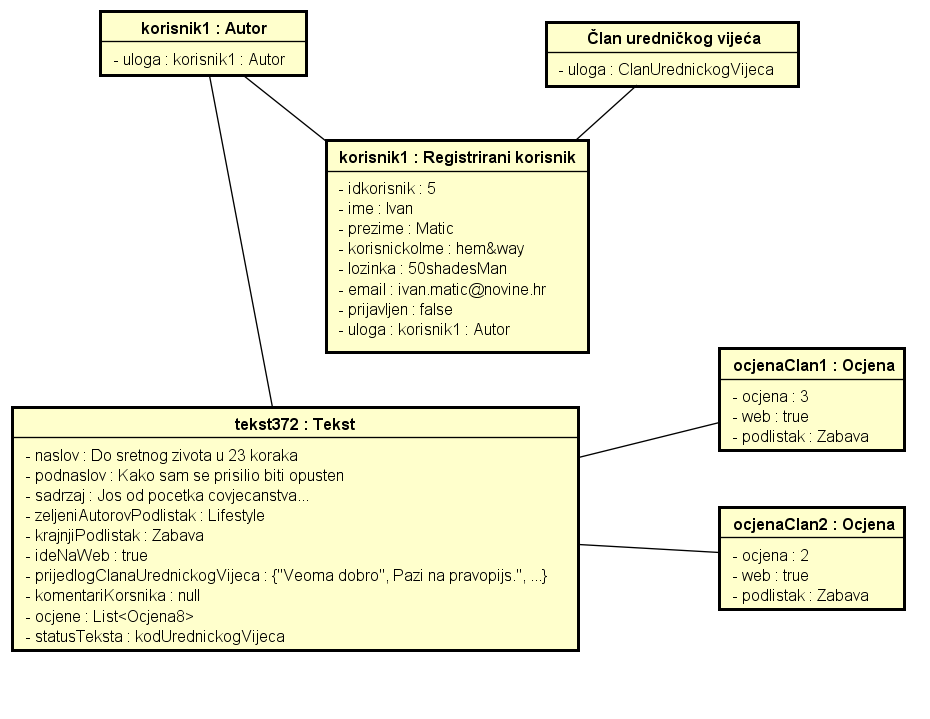 korisnik1 : Autor
- uloga : korisnik1 : Autor
Član uredničkog vijeća
- uloga : ClanUrednickogVijeca
korisnik1 : Registrirani korisnik
- idkorisnik : 5
- ime : Ivan
- prezime : Matic
- korisnickoIme : hem&way
- lozinka : 50shadesMan
- email : ivan.matic@novine.hr
- prijavljen : false
- uloga : korisnik1 : Autor
ocjenaClan1 : Ocjena
- ocjena : 3
- web : true
- podlistak : Zabava
tekst372 : Tekst
- naslov : Do sretnog zivota u 23 koraka
- podnaslov : Kako sam se prisilio biti opusten
- sadrzaj : Jos od pocetka covjecanstva...
- zeljeniAutorovPodlistak : Lifestyle
- krajnjiPodlistak : Zabava
- ideNaWeb : true
- prijedlogClanaUrednickogVijeca : {"Veoma dobro", Pazi na pravopijs.", ...}
- komentariKorsnika : null
- ocjene : List<Ocjena8>
- statusTeksta : kodUrednickogVijeca
ocjenaClan2 : Ocjena
- ocjena : 2
- web : true
- podlistak : Zabava